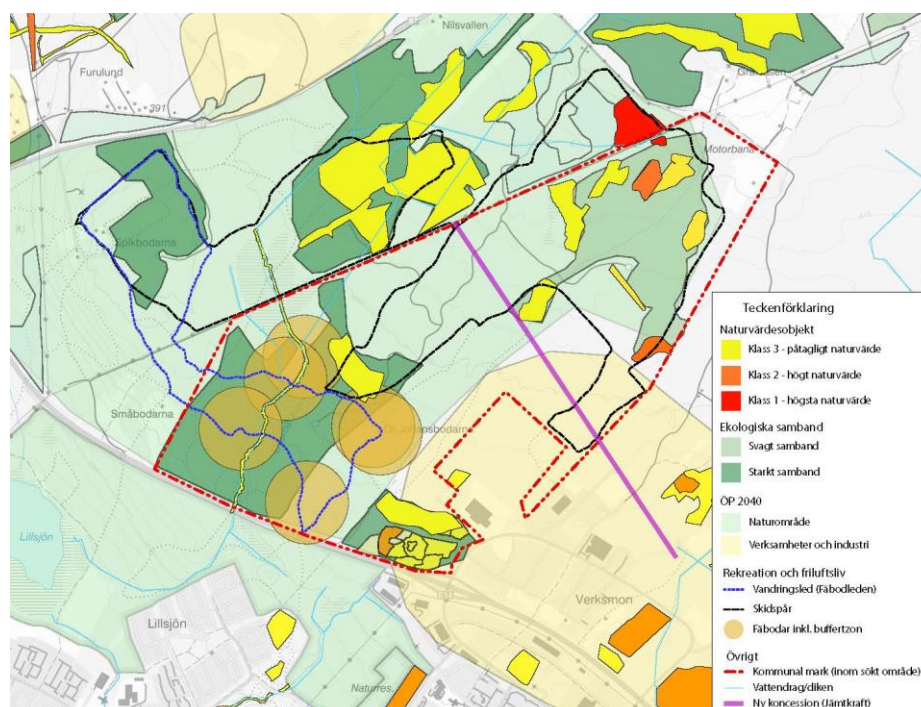 Nilsvallen
Furulund
391
Motorbana
Spikbodarna
Småbodarna
Lillsjön
Lillsjön
Verksmon
Naturres.
Teckenförklaring
Naturvärdesobjekt
Klass 3 - påtagligt naturvärde
Klass 2 - högt naturvärde
Klass 1 - högsta naturvärde
Ekologiska samband
Svagt samband
Starkt samband
ÖP 2040
Naturområde
Verksamheter och industri
Rekreation och friluftsliv
Vandringsled (Fäbodleden)
Skidspår
Fäbodar inkl. buffertzon
Övrigt
Kommunal mark (inom sökt område)
Vattendrag/diken
Ny koncession (Jämtkraft)